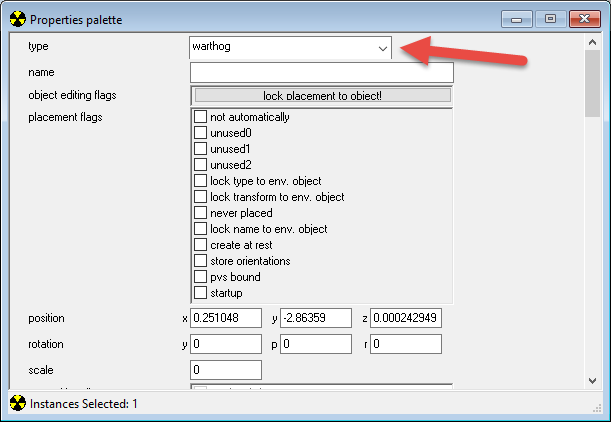 Properties palette
type warthog
name
object editing flags lock placement to object!
placement flags not automatically
unused0
unused1
unused2
lock type to env. object
lock transform to env. object
never placed
lock name to env. object
create at rest
store orientations
pvs bound
startup
position x 0.251048 y -2.86359 z 0.000242949
rotation y 0 p 0 r 0
scale 0
Instances Selected: 1